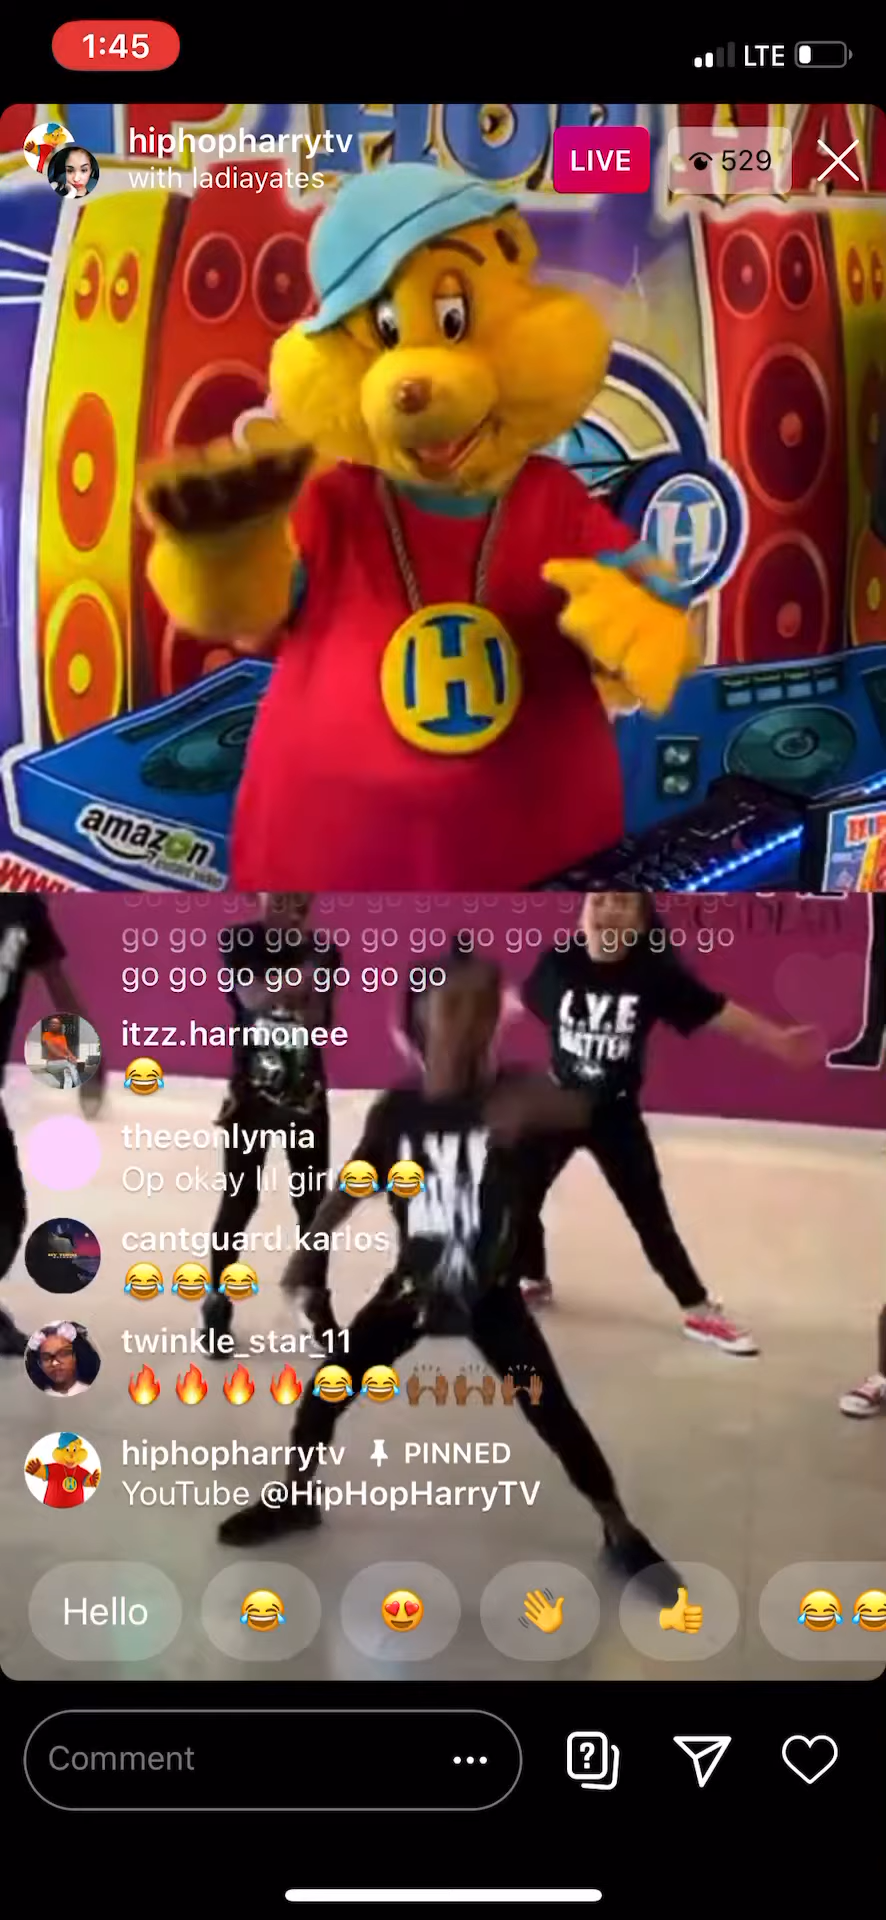 1:45
LTE
hiphopharrytv
with ladiayates
LIVE
529
H
H
amazon
www
go go go go go go go go go go go go go
go go go go go go go
L.Y.E
MATTER
itzz.harmonee
😂
theeonlymia
Op okay lil girl😂😂
cantguard.karlos
😂😂😂
twinkle_star_11
🔥🔥🔥🔥😂😂🙌🏾🙌🏾🙌🏾
hiphopharrytv PINNED
YouTube @HipHopHarryTV
Hello 😂 😍 👋 👍 😂😂
Comment
?